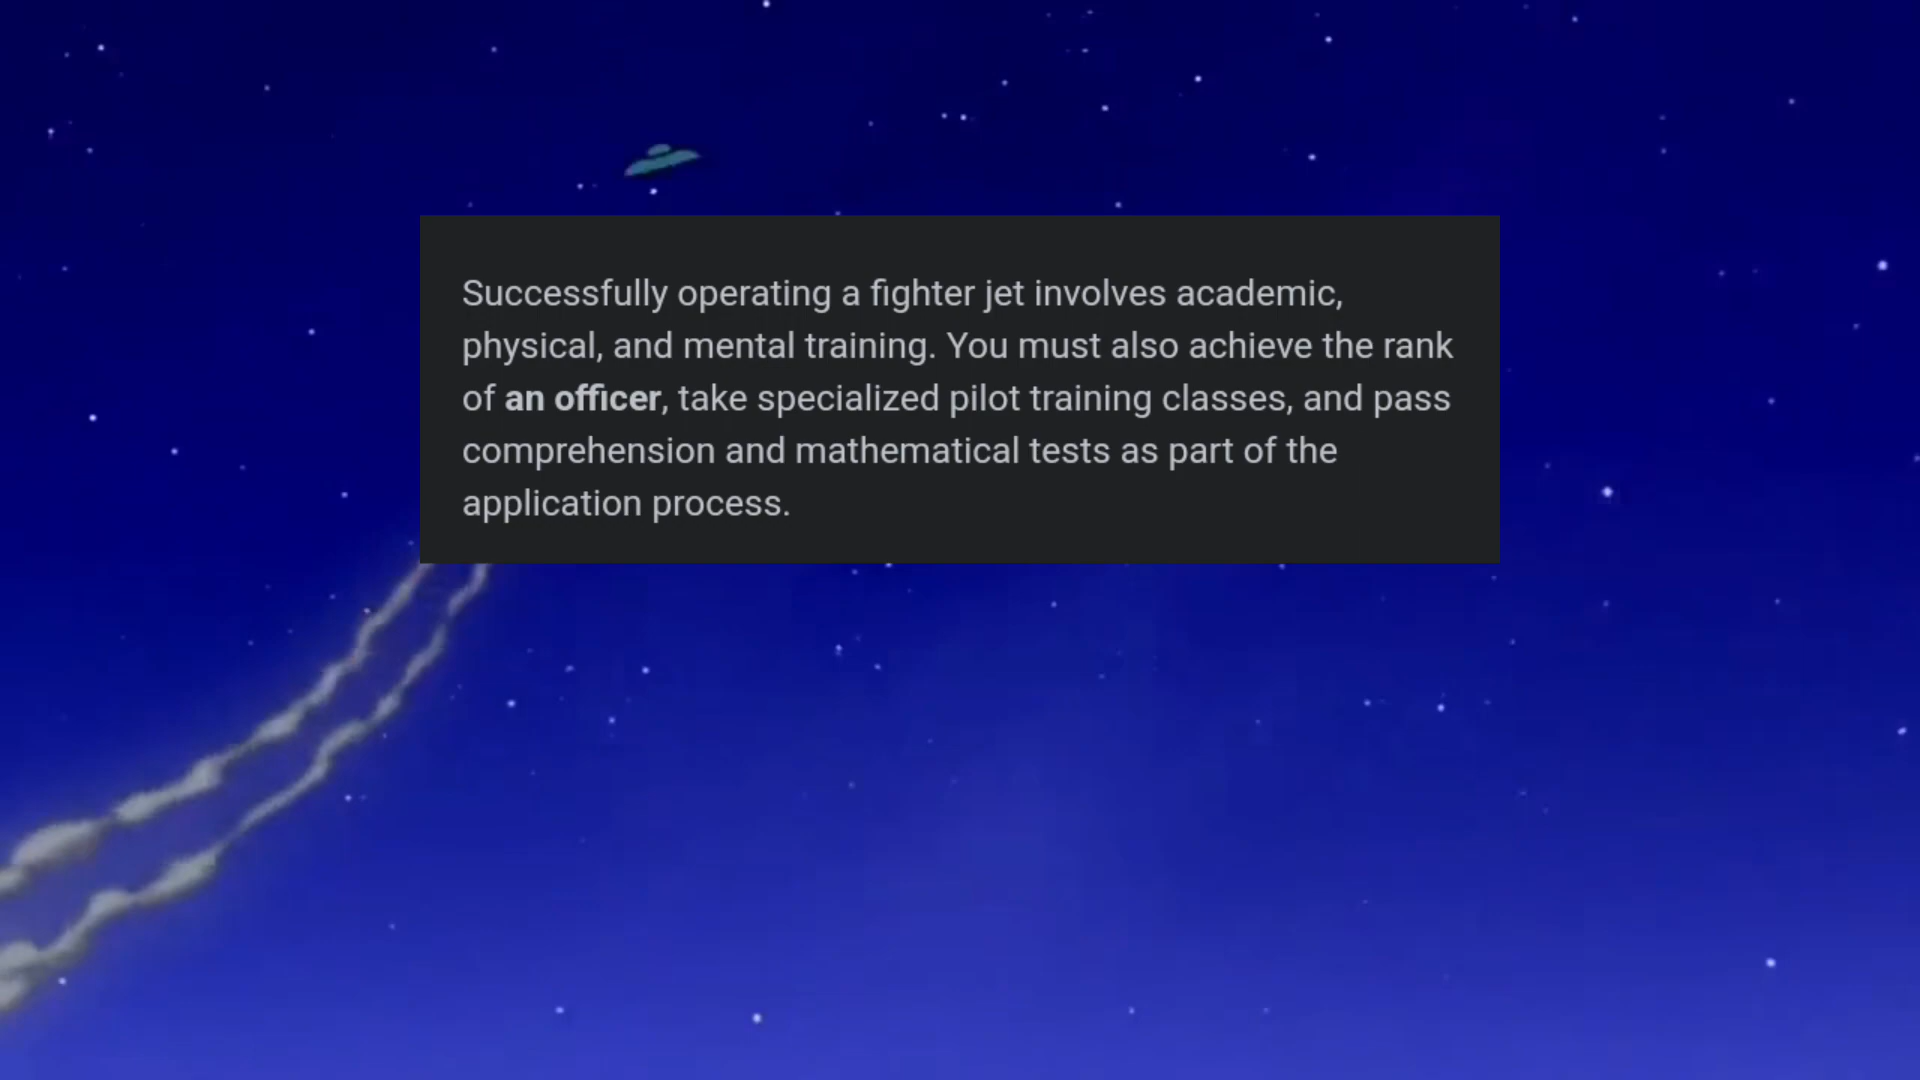 Successfully operating a fighter jet involves academic,
physical, and mental training. You must also achieve the rank
of an officer, take specialized pilot training classes, and pass
comprehension and mathematical tests as part of the
application process.